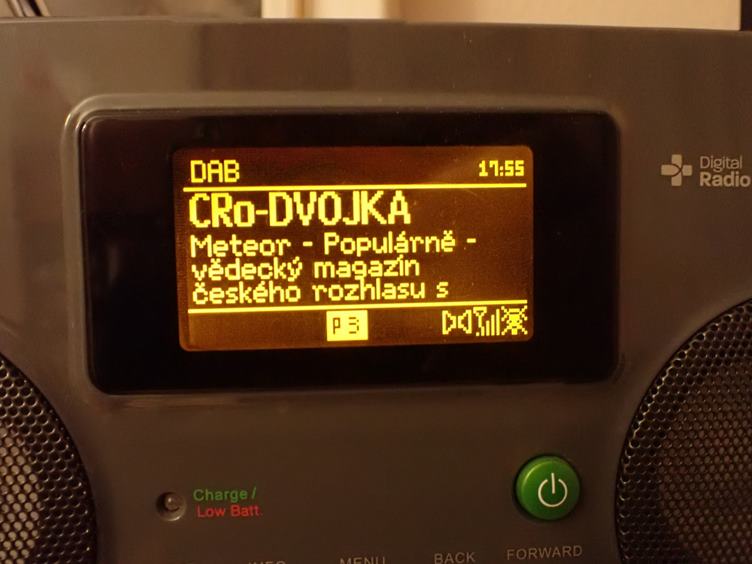 DAB 17:55
CRo-DVOJKA
Meteor - Populárně -
vědecký magazín
českého rozhlasu s
P3
Digital
Radio
Charge /
Low Batt.
MENU BACK FORWARD